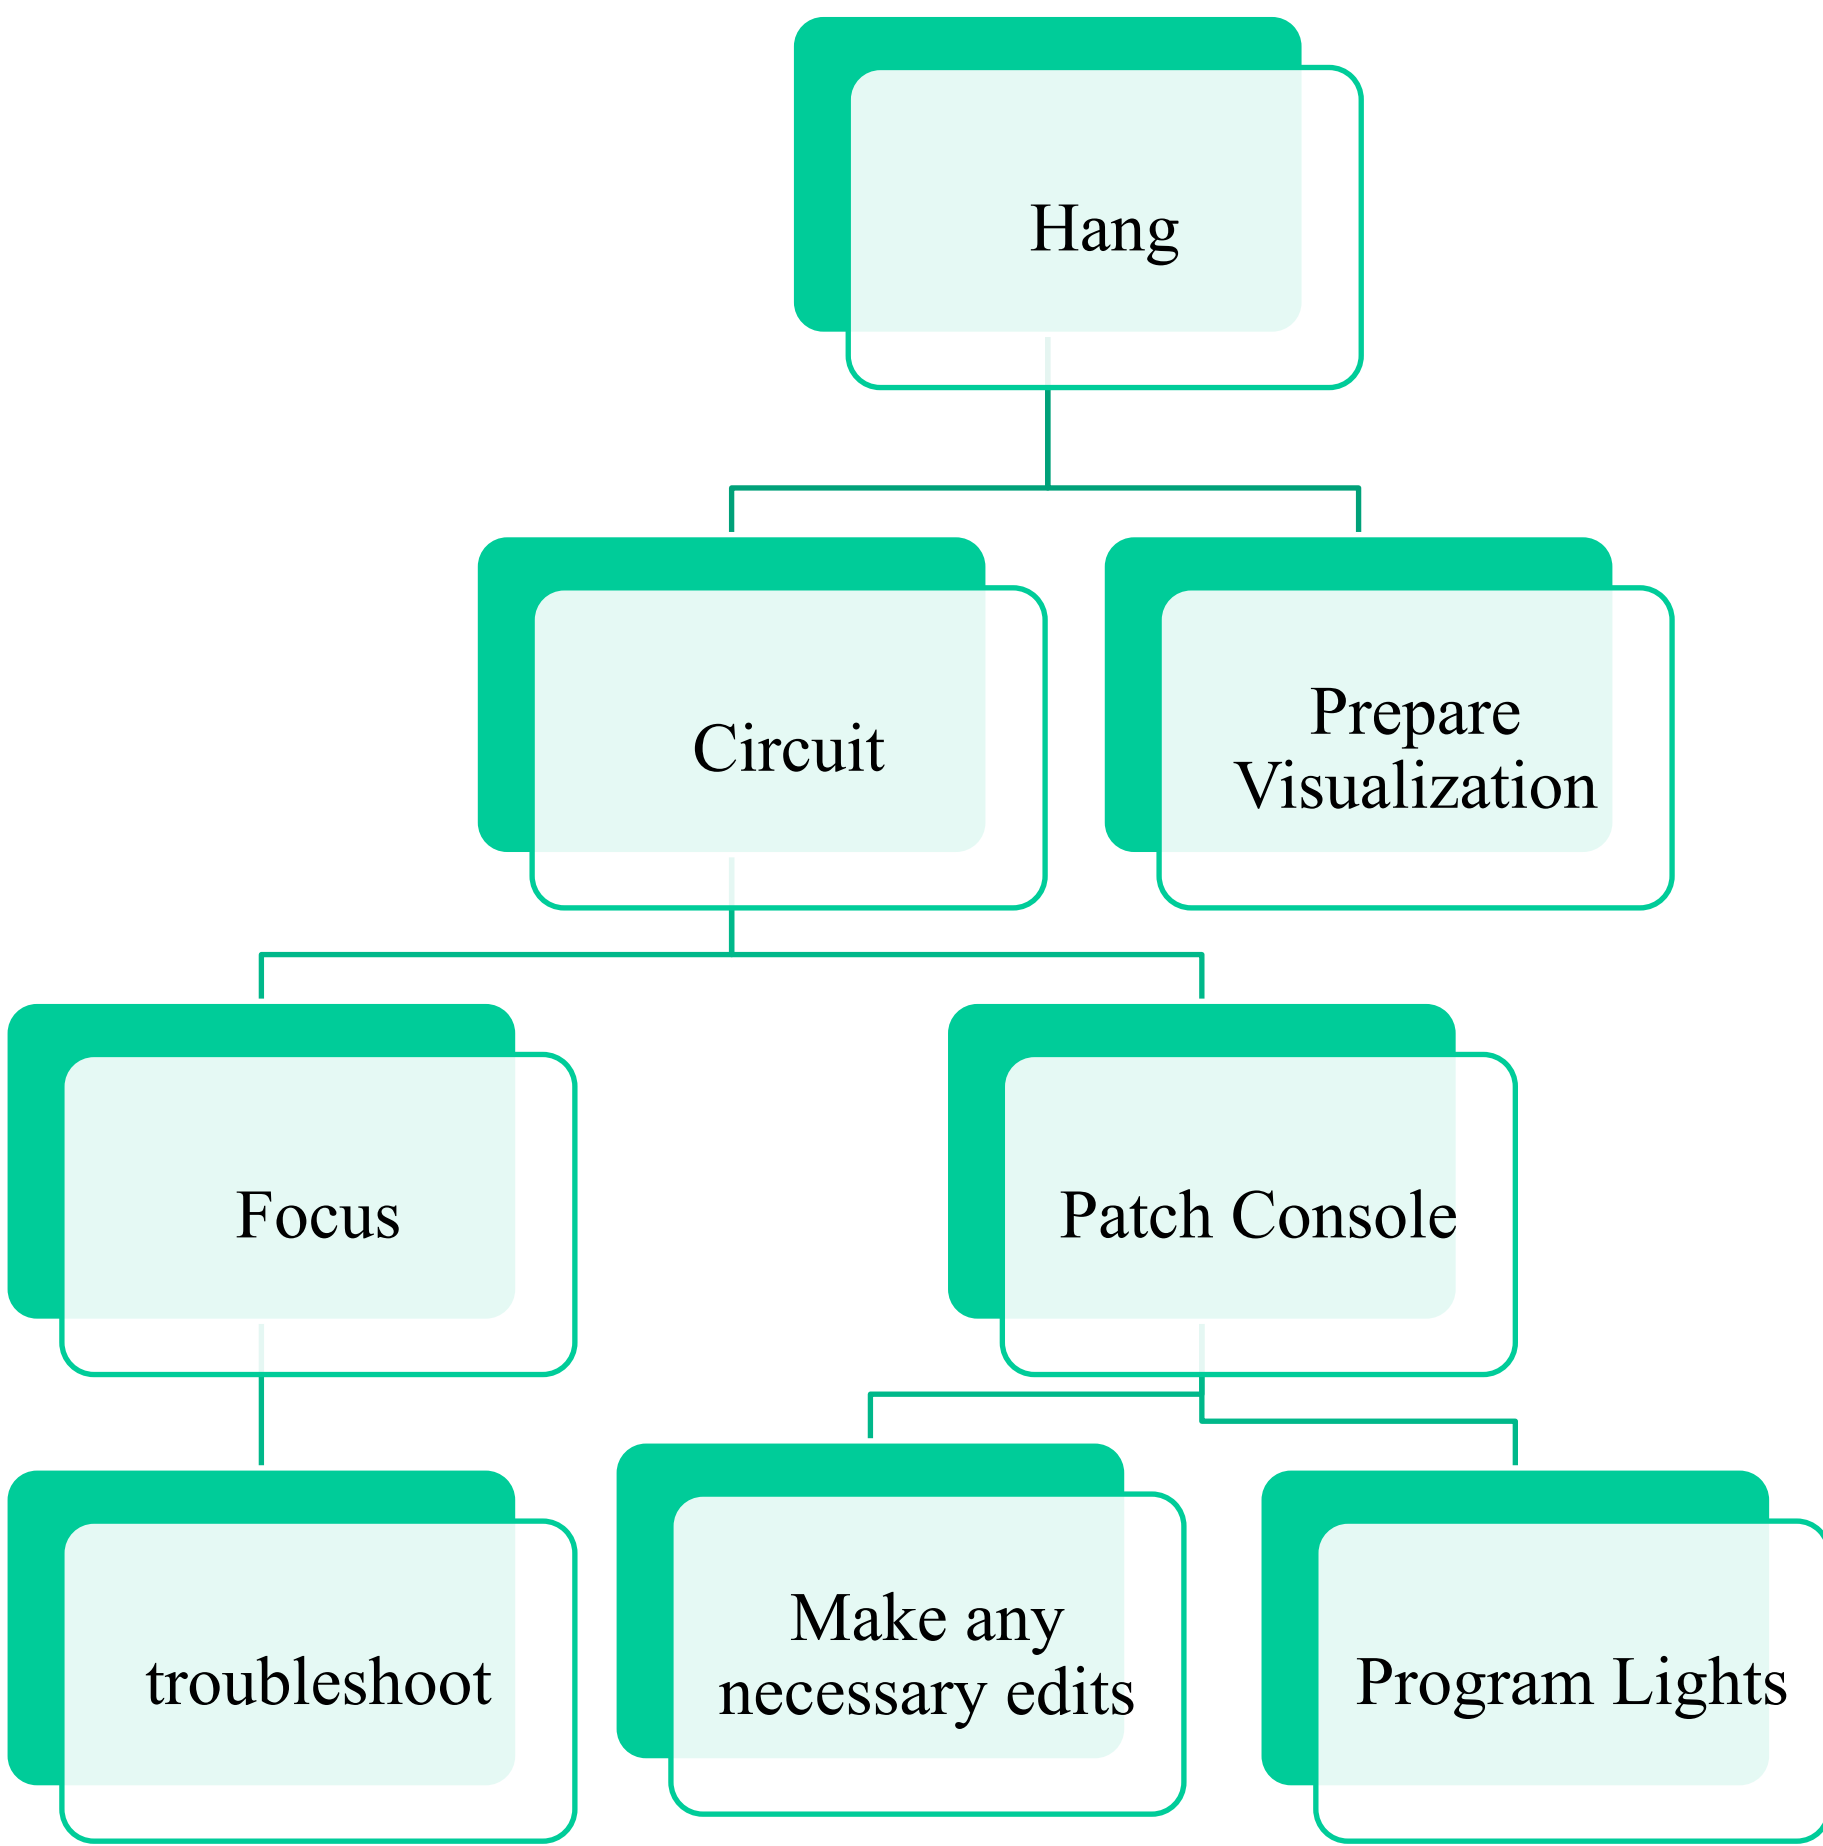 Hang
Circuit
Prepare
Visualization
Focus
Patch Console
troubleshoot
Make any
necessary edits
Program Lights